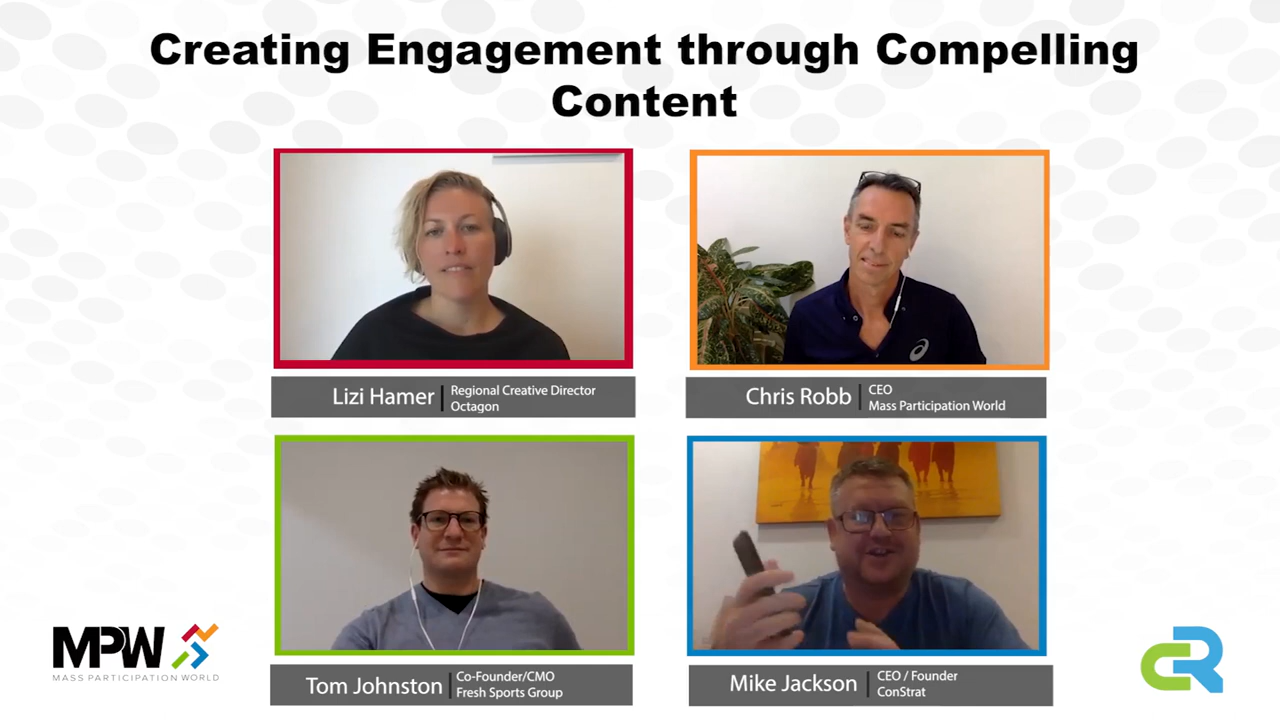 Creating Engagement through Compelling
Content
Lizi Hamer
Regional Creative Director
Octagon
Chris Robb
CEO
Mass Participation World
Tom Johnston
Co-Founder/CMO
Fresh Sports Group
Mike Jackson
CEO / Founder
ConStrat
MPW
MASS PARTICIPATION WORLD
CR